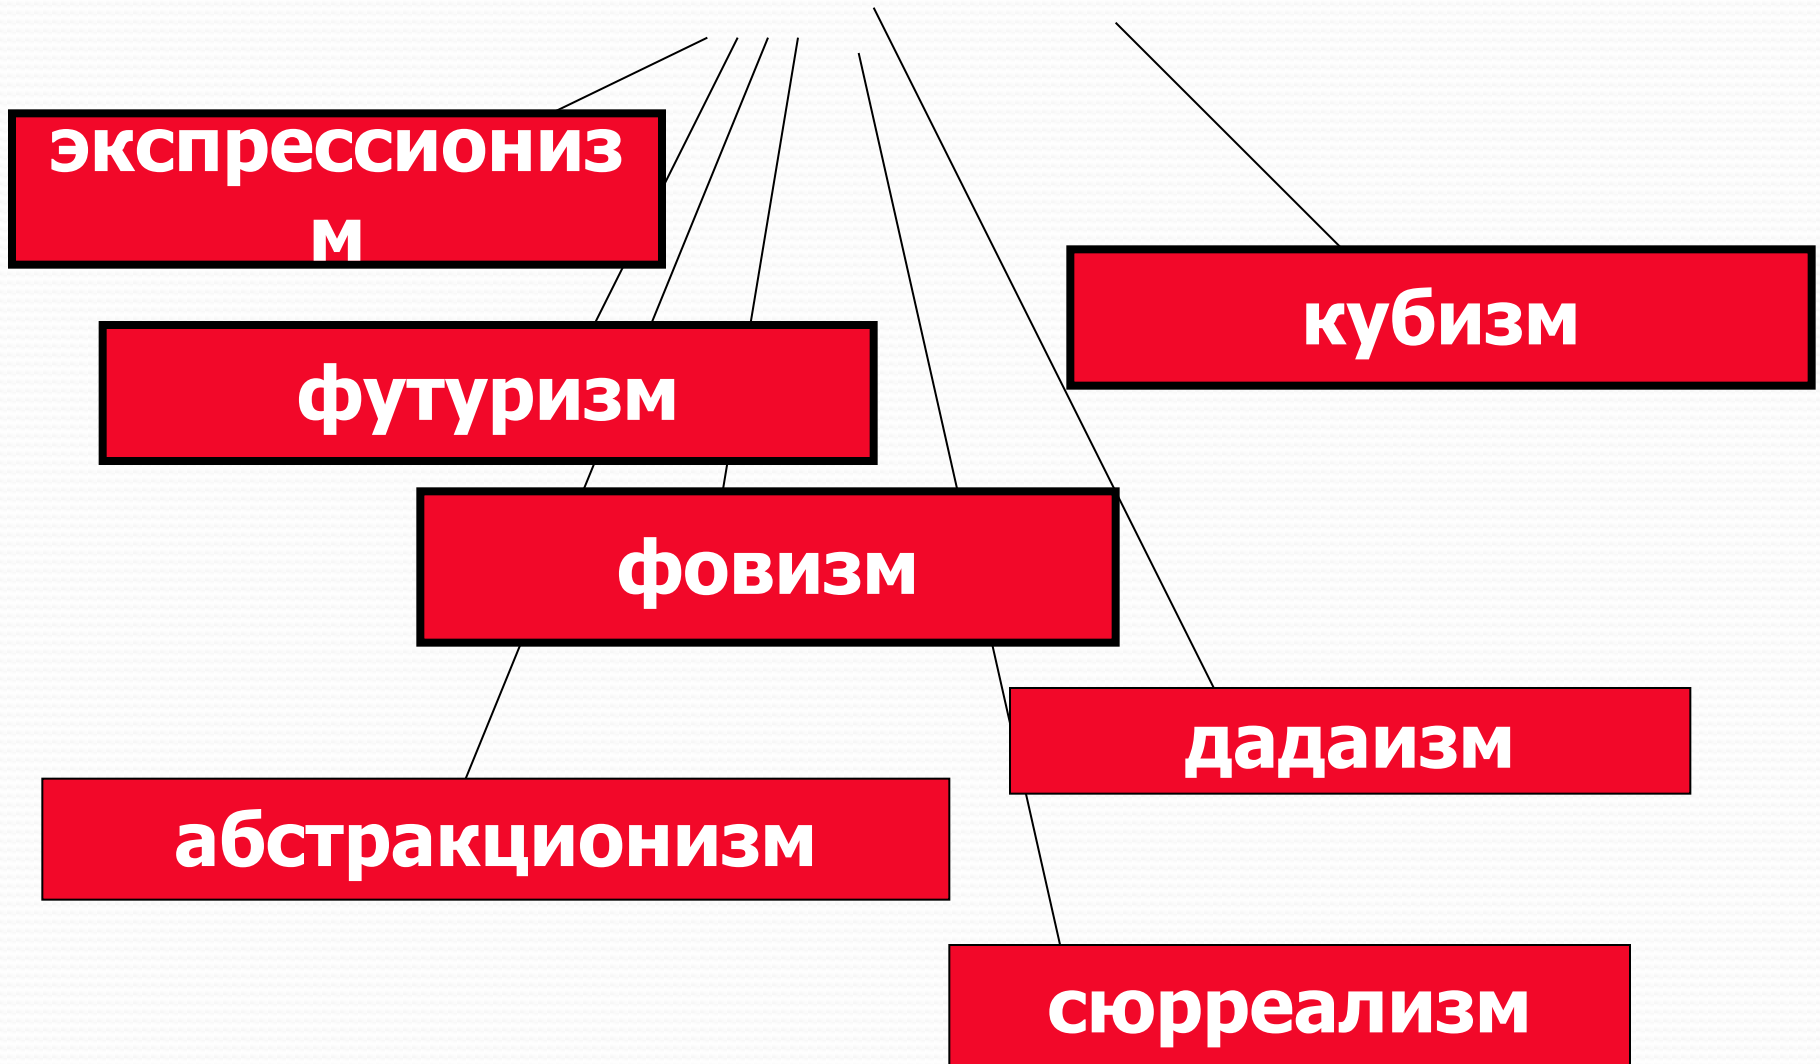 экспрессиониз
м
кубизм
футуризм
фовизм
дадаизм
абстракционизм
сюрреализм